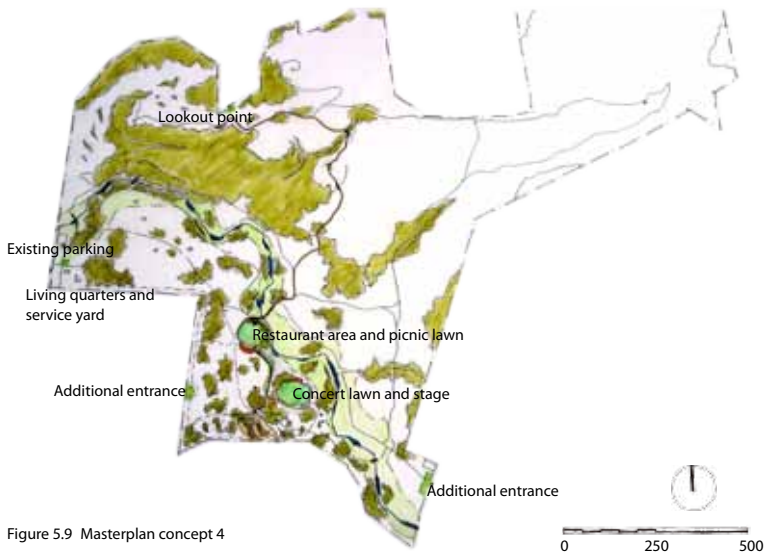 Lookout point
Existing parking
Living quarters and
service yard
Restaurant area and picnic lawn
Additional entrance
Concert lawn and stage
Additional entrance
Figure 5.9 Masterplan concept 4
0 250 500